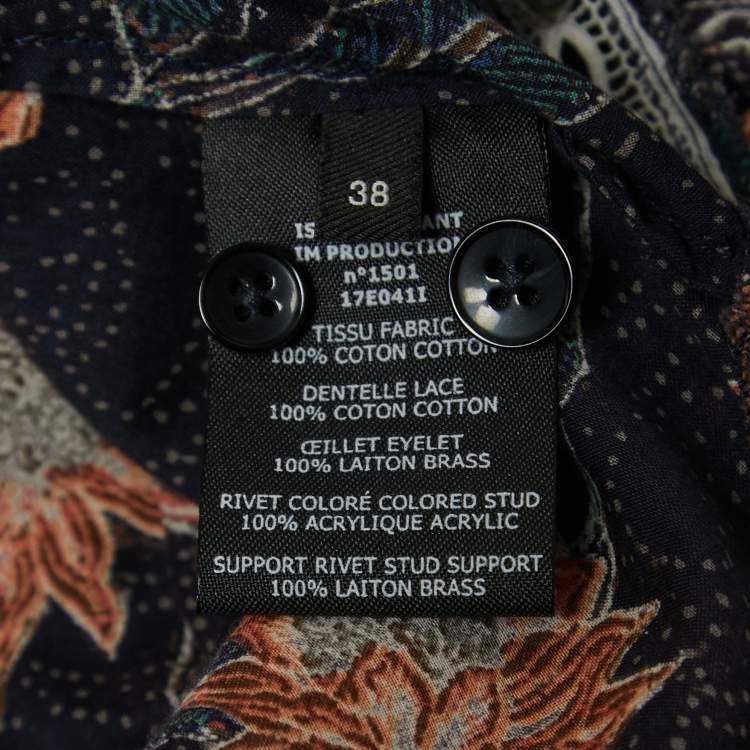 38
IS ANT
IM PRODUCTION
n°1501
17E041I
TISSU FABRIC
100% COTON COTTON
DENTELLE LACE
100% COTON COTTON
ŒILLET EYELET
100% LAITON BRASS
RIVET COLORÉ COLORED STUD
100% ACRYLIQUE ACRYLIC
SUPPORT RIVET STUD SUPPORT
100% LAITON BRASS